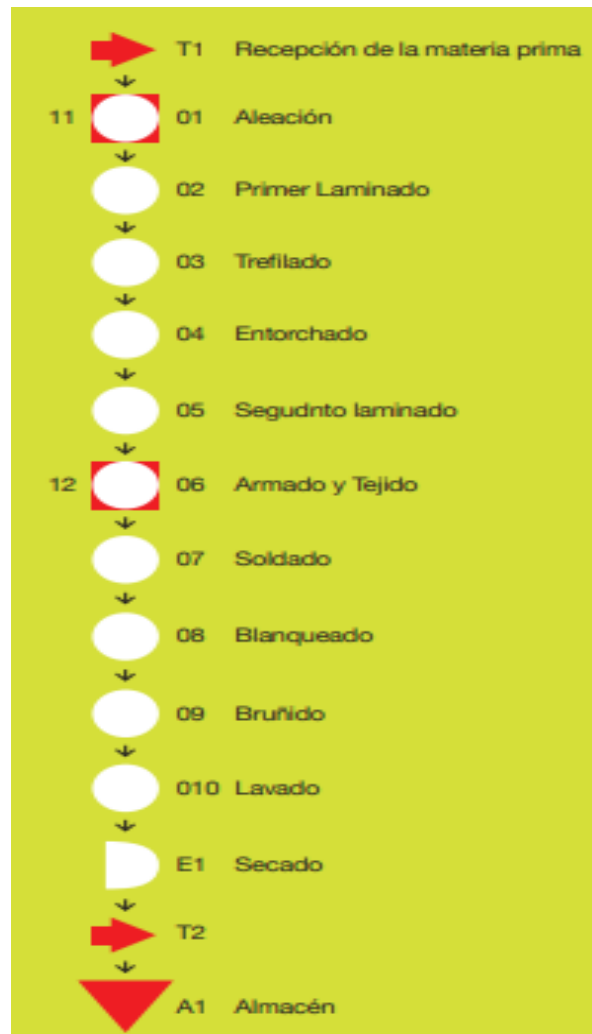 T1 Recepción de la materia prima
11 01 Aleación
02 Primer Laminado
03 Trefilado
04 Entorchado
05 Segudnto laminado
12 06 Armado y Tejido
07 Soldado
08 Blanqueado
09 Bruñido
010 Lavado
E1 Secado
T2
A1 Almacén